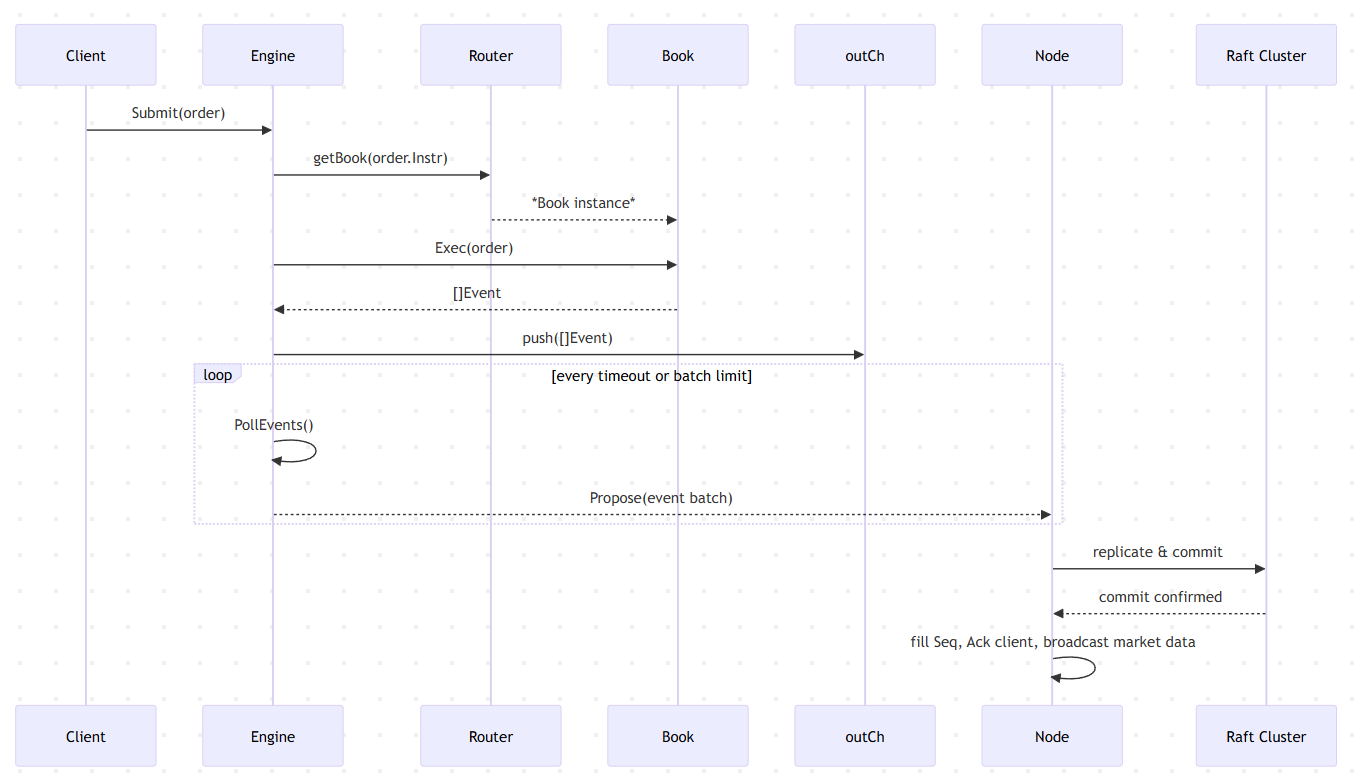 Client
Engine
Router
Book
outCh
Node
Raft Cluster
Submit(order)
getBook(order.Instr)
*Book instance*
Exec(order)
[]Event
push([]Event)
loop
[every timeout or batch limit]
PollEvents()
Propose(event batch)
replicate & commit
commit confirmed
fill Seq, Ack client, broadcast market data
Client
Engine
Router
Book
outCh
Node
Raft Cluster